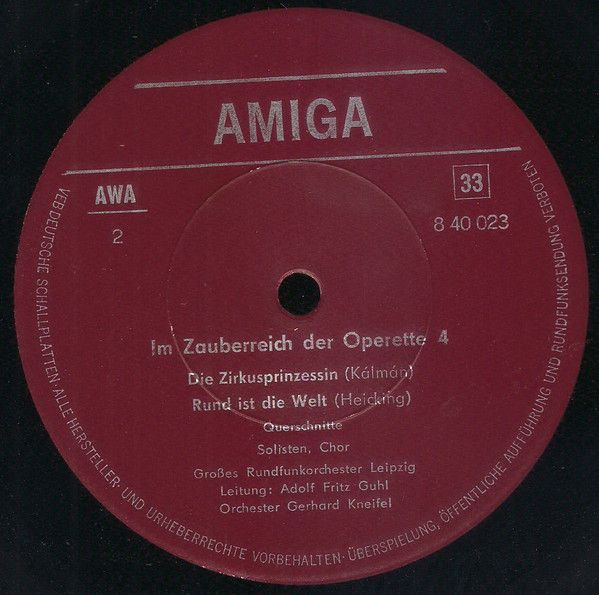 AMIGA
AWA
33
2
8 40 023
Im Zauberreich der Operette 4
Die Zirkusprinzessin (Kálmán)
Rund ist die Welt (Heicking)
Querschnitte
Solisten, Chor
Großes Rundfunkorchester Leipzig
Leitung: Adolf Fritz Guhl
Orchester Gerhard Kneifel
VEB DEUTSCHE SCHALLPLATTEN · ALLE HERSTELLER- UND URHEBERRECHTE VORBEHALTEN · ÜBERSPIELUNG, ÖFFENTLICHE AUFFÜHRUNG UND RUNDFUNKSENDUNG VERBOTEN